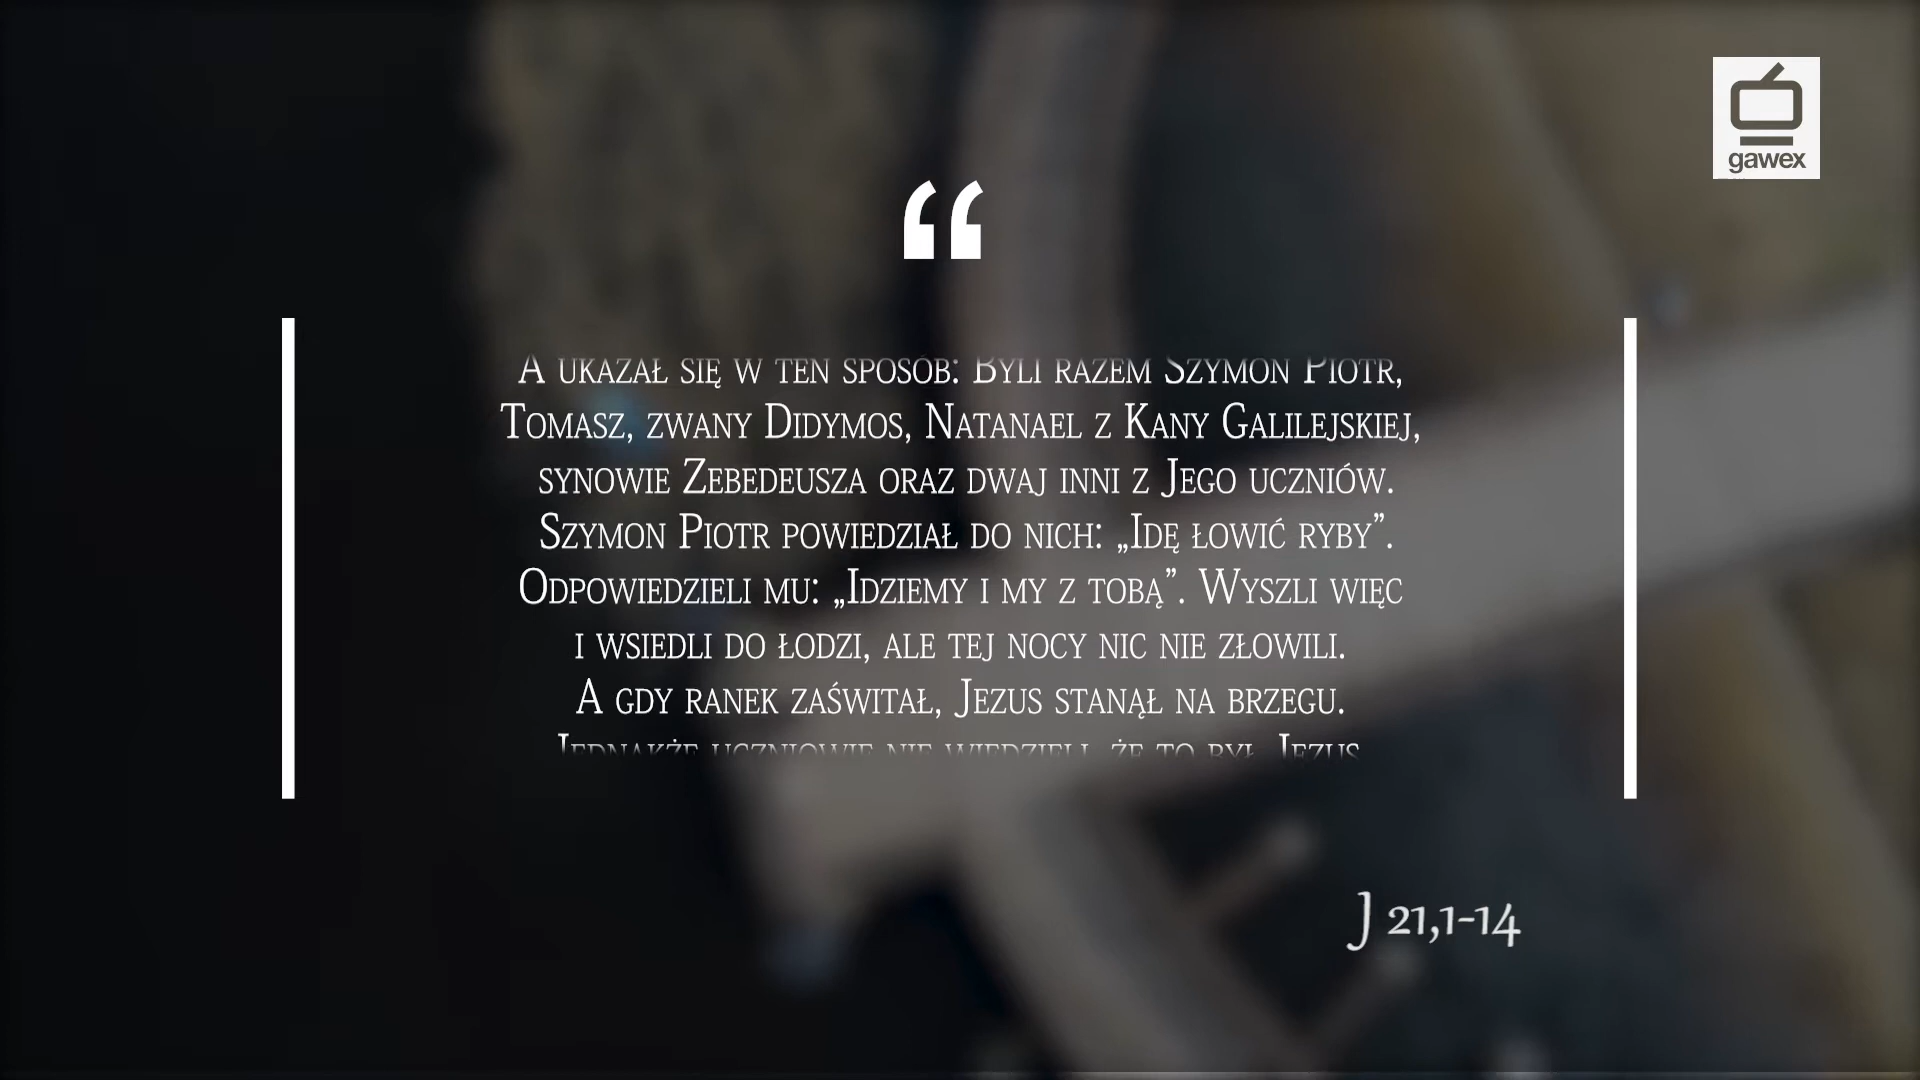 gawex
“
A ukazał się w ten sposób: Byli razem Szymon Piotr,
Tomasz, zwany Didymos, Natanael z Kany Galilejskiej,
synowie Zebedeusza oraz dwaj inni z Jego uczniów.
Szymon Piotr powiedział do nich: „Idę łowić ryby”.
Odpowiedzieli mu: „Idziemy i my z tobą”. Wyszli więc
i wsiedli do łodzi, ale tej nocy nic nie złowili.
A gdy ranek zaświtał, Jezus stanął na brzegu.
Jednakże uczniowie nie wiedzieli, że to był Jezus
J 21,1-14